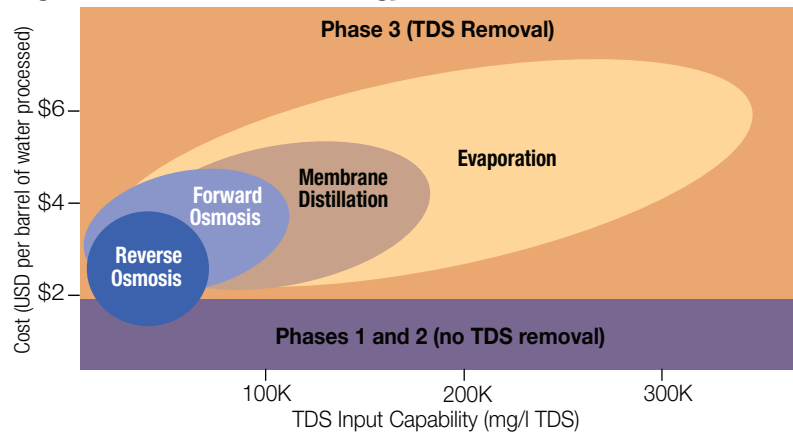 Phase 3 (TDS Removal)
Cost (USD per barrel of water processed)
$6
$4
$2
Evaporation
Membrane
Distillation
Forward
Osmosis
Reverse
Osmosis
Phases 1 and 2 (no TDS removal)
100K
200K
300K
TDS Input Capability (mg/l TDS)